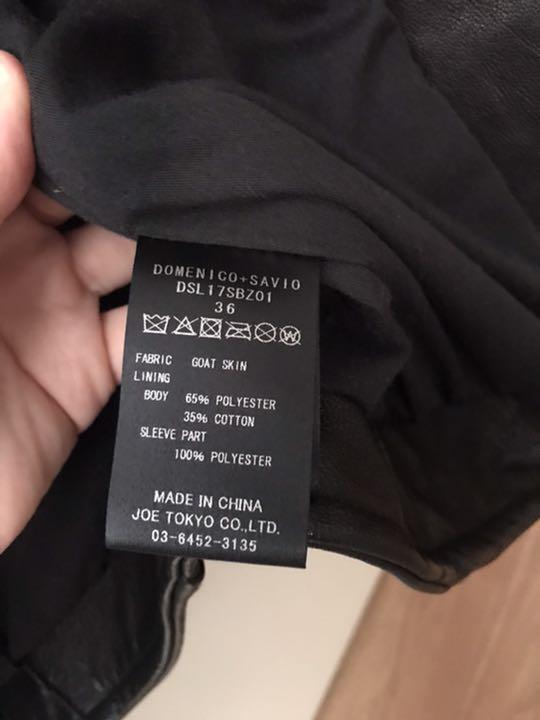 DOMENICO+SAVIO
DSL17SBZ01
36
FABRIC GOAT SKIN
LINING
BODY 65% POLYESTER
35% COTTON
SLEEVE PART
100% POLYESTER
MADE IN CHINA
JOE TOKYO CO.,LTD.
03-6452-3135